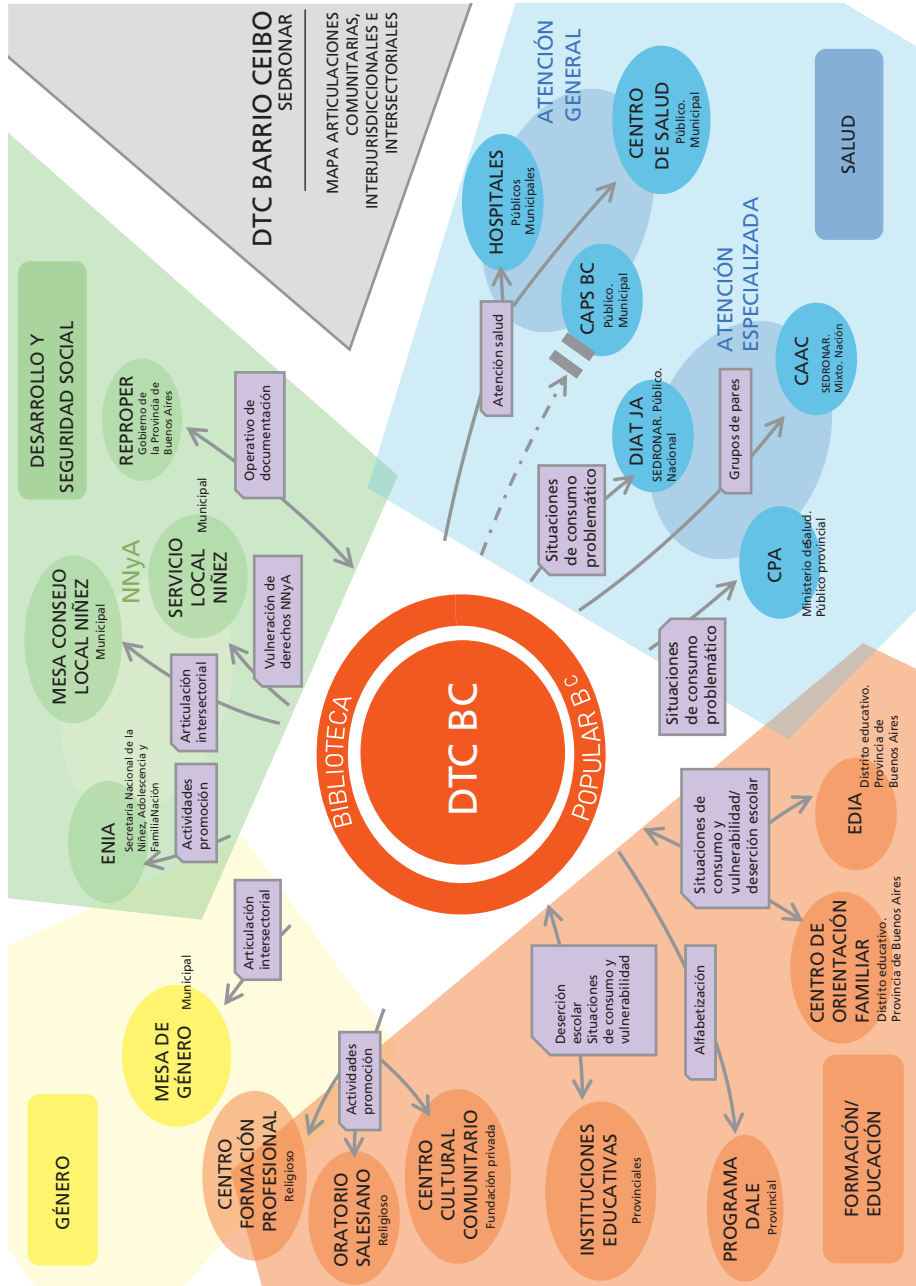 GÉNERO
MESA DE
GÉNERO
Municipal
Articulación
intersectorial
ENIA
Secretaría Nacional de la
Niñez, Adolescencia y
FamiliaNación
Actividades
promoción
MESA CONSEJO
LOCAL NIÑEZ
Municipal
Articulación
intersectorial
NNyA
SERVICIO
LOCAL
NIÑEZ
Municipal
Vulneración de
derechos NNyA
DESARROLLO Y
SEGURIDAD SOCIAL
REPROPER
Gobierno de
la Provincia de
Buenos Aires
Operativo de
documentación
DTC BARRIO CEIBO
SEDRONAR
MAPA ARTICULACIONES
COMUNITARIAS,
INTERJURISDICCIONALES E
INTERSECTORIALES
CENTRO
FORMACIÓN
PROFESIONAL
Religioso
ORATORIO
SALESIANO
Religioso
CENTRO
CULTURAL
COMUNITARIO
Fundación privada
Actividades
promoción
BIBLIOTECA
DTC BC
POPULAR Bc
HOSPITALES
Públicos
Municipales
ATENCIÓN
GENERAL
CENTRO
DE SALUD
Público.
Municipal
CAPS BC
Público.
Municipal
Atención salud
DIAT JA
SEDRONAR. Público.
Nacional
Situaciones
de consumo
problemático
ATENCIÓN
ESPECIALIZADA
Grupos de pares
CAAC
SEDRONAR.
Mixto. Nación
CPA
Ministerio deSalud.
Público provincial
Situaciones
de consumo
problemático
SALUD
INSTITUCIONES
EDUCATIVAS
Provinciales
Deserción
escolar
Situaciones
de consumo y
vulnerabilidad
PROGRAMA
DALE
Provincial
Alfabetización
Situaciones de
consumo y
vulnerabilidad/
deserción escolar
CENTRO DE
ORIENTACIÓN
FAMILIAR
Distrito educativo.
Provincia de Buenos Aires
EDIA
Distrito educativo.
Provincia de
Buenos Aires
FORMACIÓN/
EDUCACIÓN